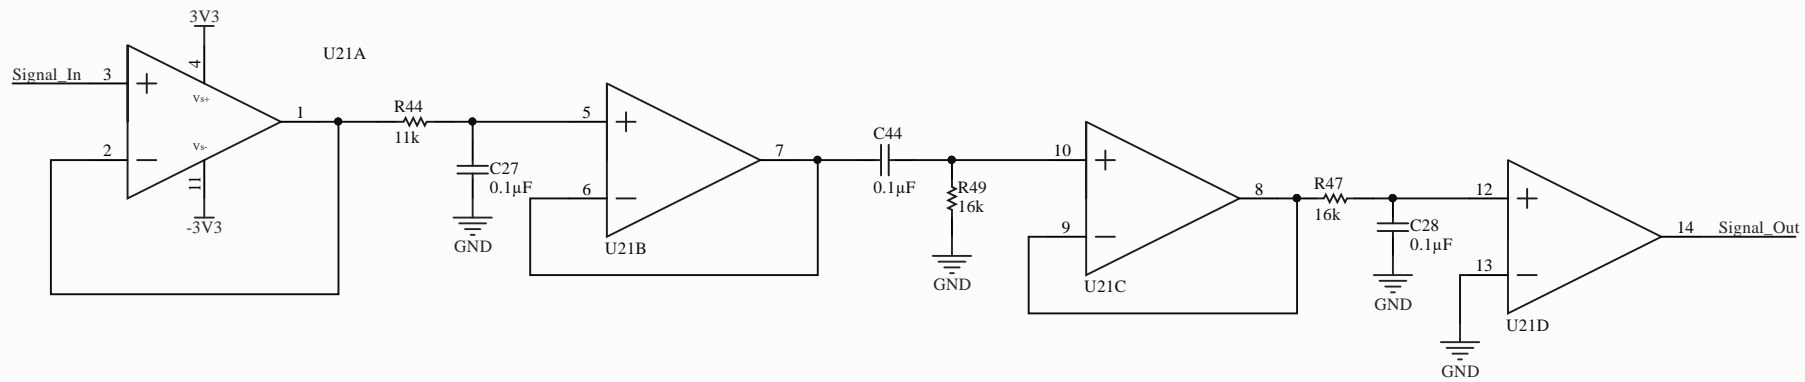 3V3
U21A
4
Signal_In
3
Vs+
1
R44
11k
2
Vs-
11
-3V3
5
C27
0.1µF
GND
6
U21B
7
C44
0.1µF
R49
16k
GND
10
9
U21C
8
R47
16k
C28
0.1µF
GND
12
13
GND
U21D
14
Signal_Out